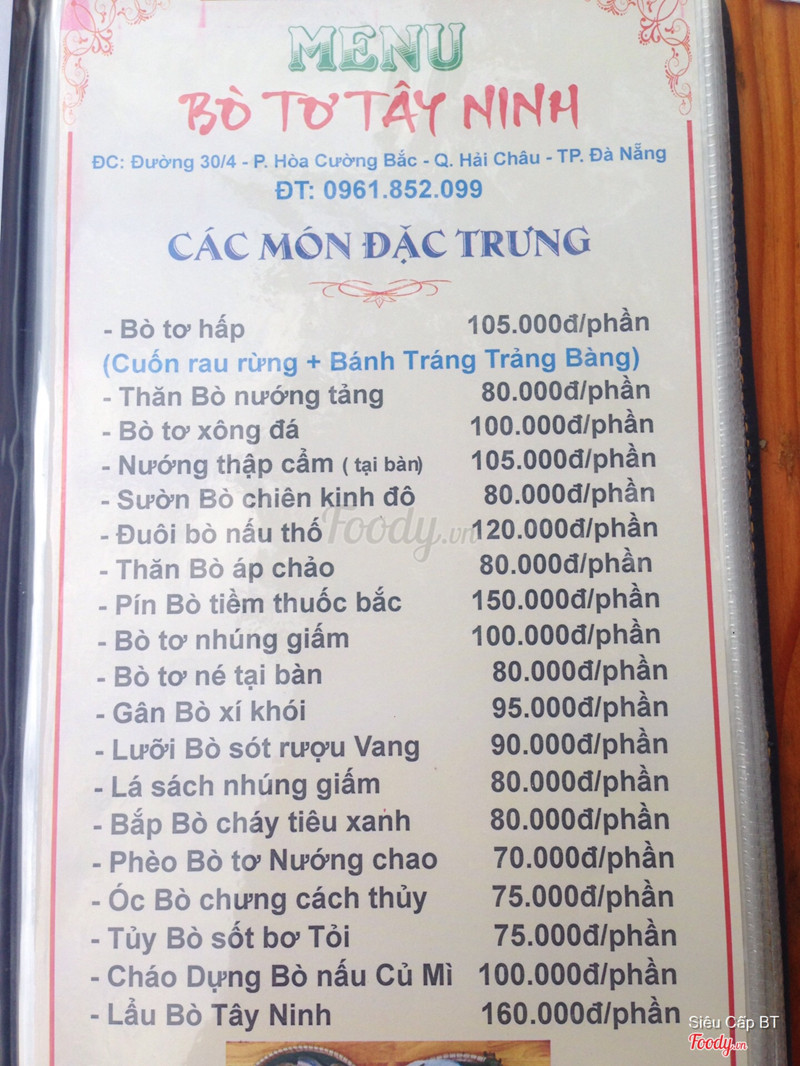 MENU
BÒ TƠ TÂY NINH
ĐC: Đường 30/4 - P. Hòa Cường Bắc - Q. Hải Châu - TP. Đà Nẵng
ĐT: 0961.852.099
CÁC MÓN ĐẶC TRƯNG
- Bò tơ hấp 105.000đ/phần
(Cuốn rau rừng + Bánh Tráng Trảng Bàng)
- Thăn Bò nướng tảng 80.000đ/phần
- Bò tơ xông đá 100.000đ/phần
- Nướng thập cẩm ( tại bàn) 105.000đ/phần
- Sườn Bò chiên kinh đô 80.000đ/phần
- Đuôi bò nấu thố 120.000đ/phần
Foody.vn
- Thăn Bò áp chảo 80.000đ/phần
- Pín Bò tiềm thuốc bắc 150.000đ/phần
- Bò tơ nhúng giấm 100.000đ/phần
- Bò tơ né tại bàn 80.000đ/phần
- Gân Bò xí khói 95.000đ/phần
- Lưỡi Bò sót rượu Vang 90.000đ/phần
- Lá sách nhúng giấm 80.000đ/phần
- Bắp Bò cháy tiêu xanh 80.000đ/phần
- Phèo Bò tơ Nướng chao 70.000đ/phần
- Óc Bò chưng cách thủy 75.000đ/phần
- Tủy Bò sốt bơ Tỏi 75.000đ/phần
- Cháo Dựng Bò nấu Củ Mì 100.000đ/phần
- Lẩu Bò Tây Ninh 160.000đ/phần
Siêu Cấp BT
Foody.vn